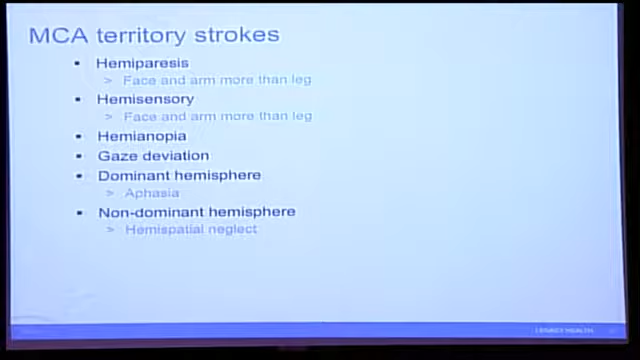 MCA territory strokes
▪ Hemiparesis
> Face and arm more than leg
▪ Hemisensory
> Face and arm more than leg
▪ Hemianopia
▪ Gaze deviation
▪ Dominant hemisphere
> Aphasia
▪ Non-dominant hemisphere
> Hemispatial neglect
LEGACY HEALTH